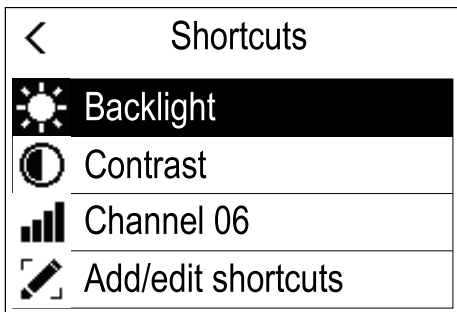 Shortcuts
Backlight
Contrast
Channel 06
Add/edit shortcuts